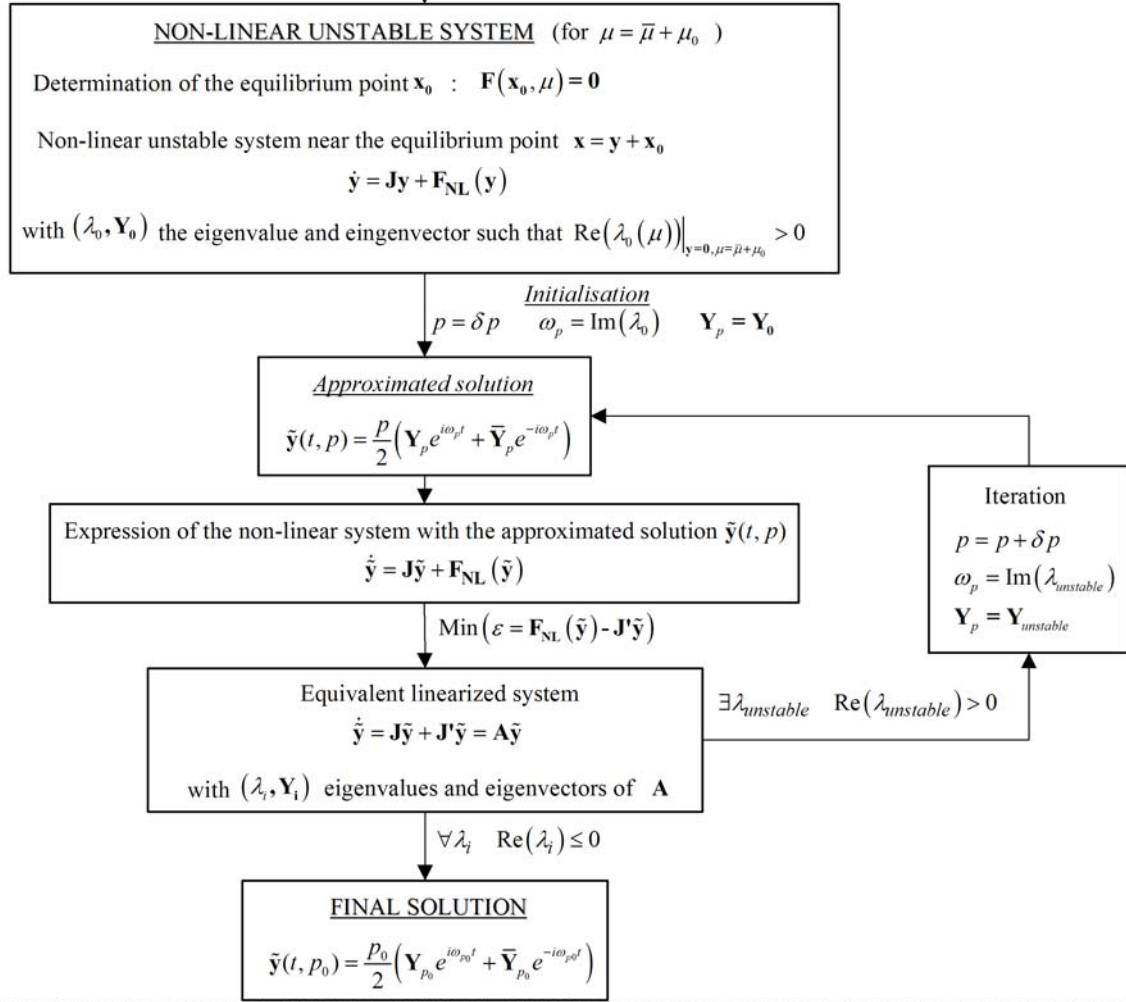 NON-LINEAR UNSTABLE SYSTEM (for μ = μ̄ + μ₀ )
Determination of the equilibrium point x₀ : F(x₀, μ) = 0
Non-linear unstable system near the equilibrium point x = y + x₀
ẏ = Jy + F_NL(y)
with (λ₀, Y₀) the eigenvalue and eingenvector such that Re(λ₀(μ))|_{y=0, μ=μ̄+μ₀} > 0
Initialisation
p = δp ω_p = Im(λ₀) Y_p = Y₀
Approximated solution
ỹ(t, p) = p/2 (Y_p e^{iω_p t} + Ȳ_p e^{-iω_p t})
Expression of the non-linear system with the approximated solution ỹ(t, p)
ỹ̇ = Jỹ + F_NL(ỹ)
Min(ε = F_NL(ỹ) - J'ỹ)
Equivalent linearized system
ỹ̇ = Jỹ + J'ỹ = Aỹ
with (λ_i, Y_i) eigenvalues and eigenvectors of A
∃λ_unstable Re(λ_unstable) > 0
Iteration
p = p + δp
ω_p = Im(λ_unstable)
Y_p = Y_unstable
∀λ_i Re(λ_i) ≤ 0
FINAL SOLUTION
ỹ(t, p₀) = p₀/2 (Y_{p₀} e^{iω_{p0} t} + Ȳ_{p₀} e^{-iω_{p0} t})